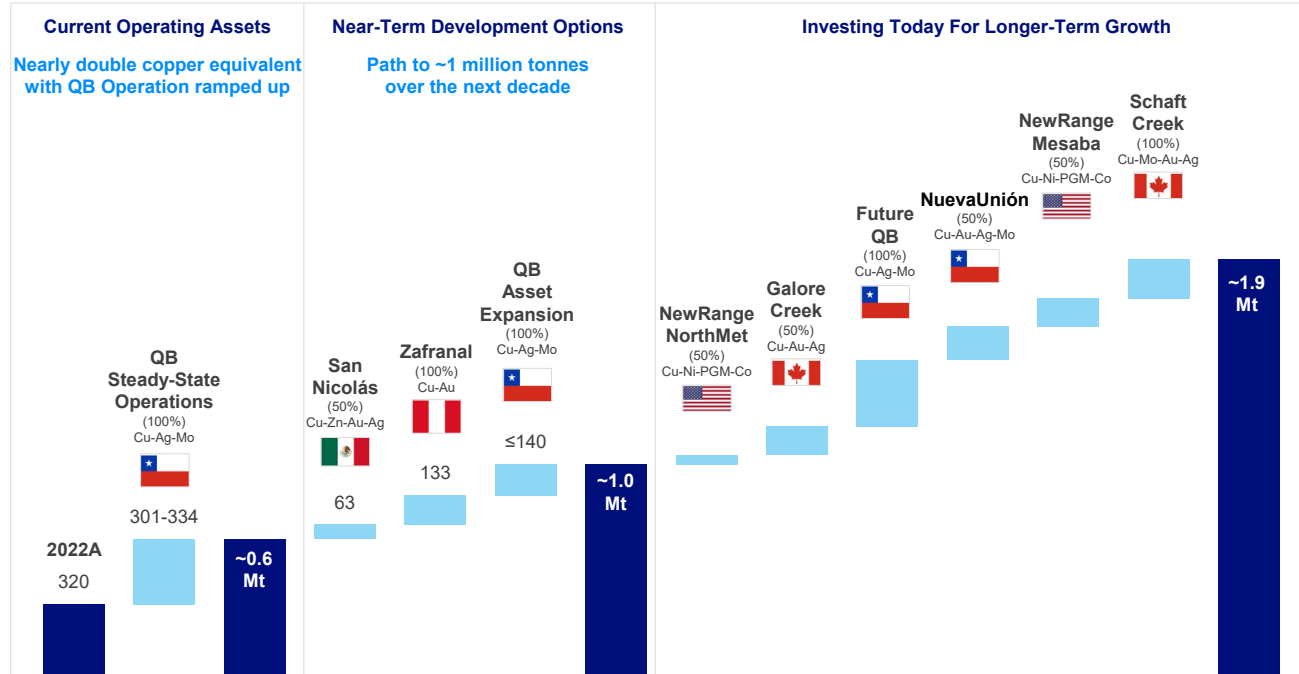 Current Operating Assets
Nearly double copper equivalent
with QB Operation ramped up
2022A
320
QB
Steady-State
Operations
(100%)
Cu-Ag-Mo
301-334
~0.6
Mt
Near-Term Development Options
Path to ~1 million tonnes
over the next decade
San
Nicolás
(50%)
Cu-Zn-Au-Ag
63
Zafranal
(100%)
Cu-Au
133
QB
Asset
Expansion
(100%)
Cu-Ag-Mo
≤140
~1.0
Mt
Investing Today For Longer-Term Growth
NewRange
NorthMet
(50%)
Cu-Ni-PGM-Co
Galore
Creek
(50%)
Cu-Au-Ag
Future
QB
(100%)
Cu-Ag-Mo
NuevaUnión
(50%)
Cu-Au-Ag-Mo
NewRange
Mesaba
(50%)
Cu-Ni-PGM-Co
Schaft
Creek
(100%)
Cu-Mo-Au-Ag
~1.9
Mt